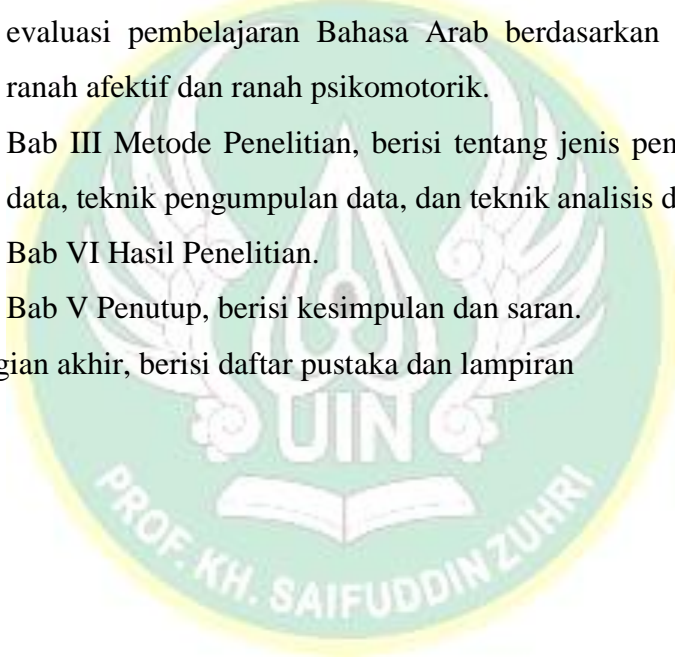 evaluasi pembelajaran Bahasa Arab berdasarkan
ranah afektif dan ranah psikomotorik.
Bab III Metode Penelitian, berisi tentang jenis
data, teknik pengumpulan data, dan teknik analisis
Bab VI Hasil Penelitian.
Bab V Penutup, berisi kesimpulan dan saran.
akhir, berisi daftar pustaka dan lampiran
UIN
PROF. KH. SAIFUDDIN ZUHRI